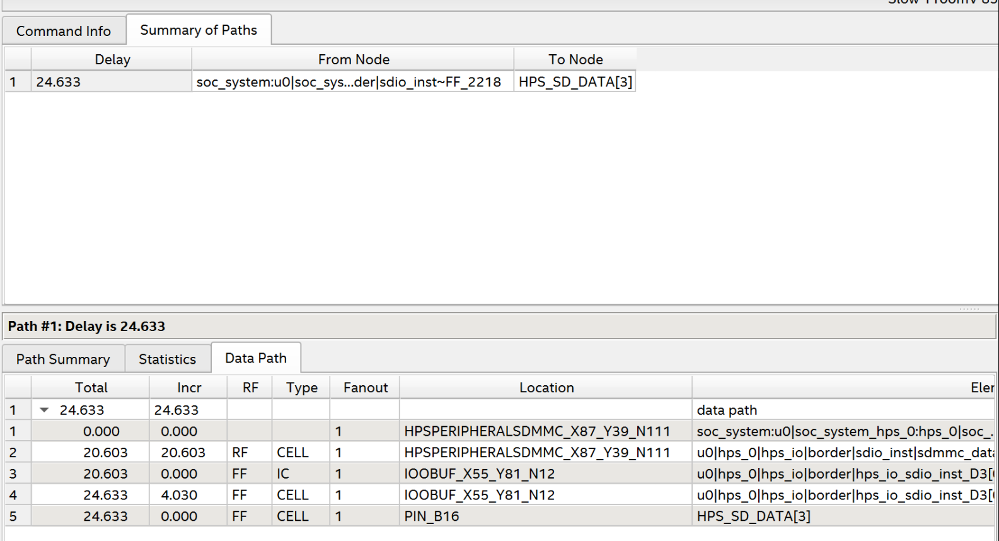 Command Info Summary of Paths
Delay From Node To Node
1 24.633 soc_system:u0|soc_sys...der|sdio_inst~FF_2218 HPS_SD_DATA[3]
Path #1: Delay is 24.633
Path Summary Statistics Data Path
Total Incr RF Type Fanout Location Eler
1 24.633 24.633 data path
1 0.000 0.000 1 HPSPERIPHERALSDMMC_X87_Y39_N111 soc_system:u0|soc_system_hps_0:hps_0|soc_..
2 20.603 20.603 RF CELL 1 HPSPERIPHERALSDMMC_X87_Y39_N111 u0|hps_0|hps_io|border|sdio_inst|sdmmc_data
3 20.603 0.000 FF IC 1 IOOBUF_X55_Y81_N12 u0|hps_0|hps_io|border|hps_io_sdio_inst_D3[
4 24.633 4.030 FF CELL 1 IOOBUF_X55_Y81_N12 u0|hps_0|hps_io|border|hps_io_sdio_inst_D3[
5 24.633 0.000 FF CELL 1 PIN_B16 HPS_SD_DATA[3]